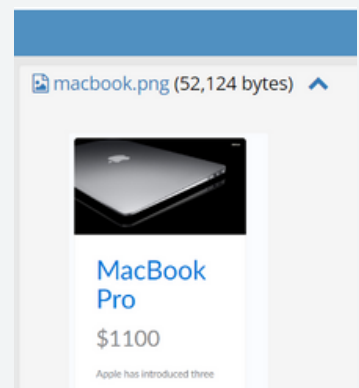 macbook.png (52,124 bytes)
MacBook
Pro
$1100
Apple has introduced three